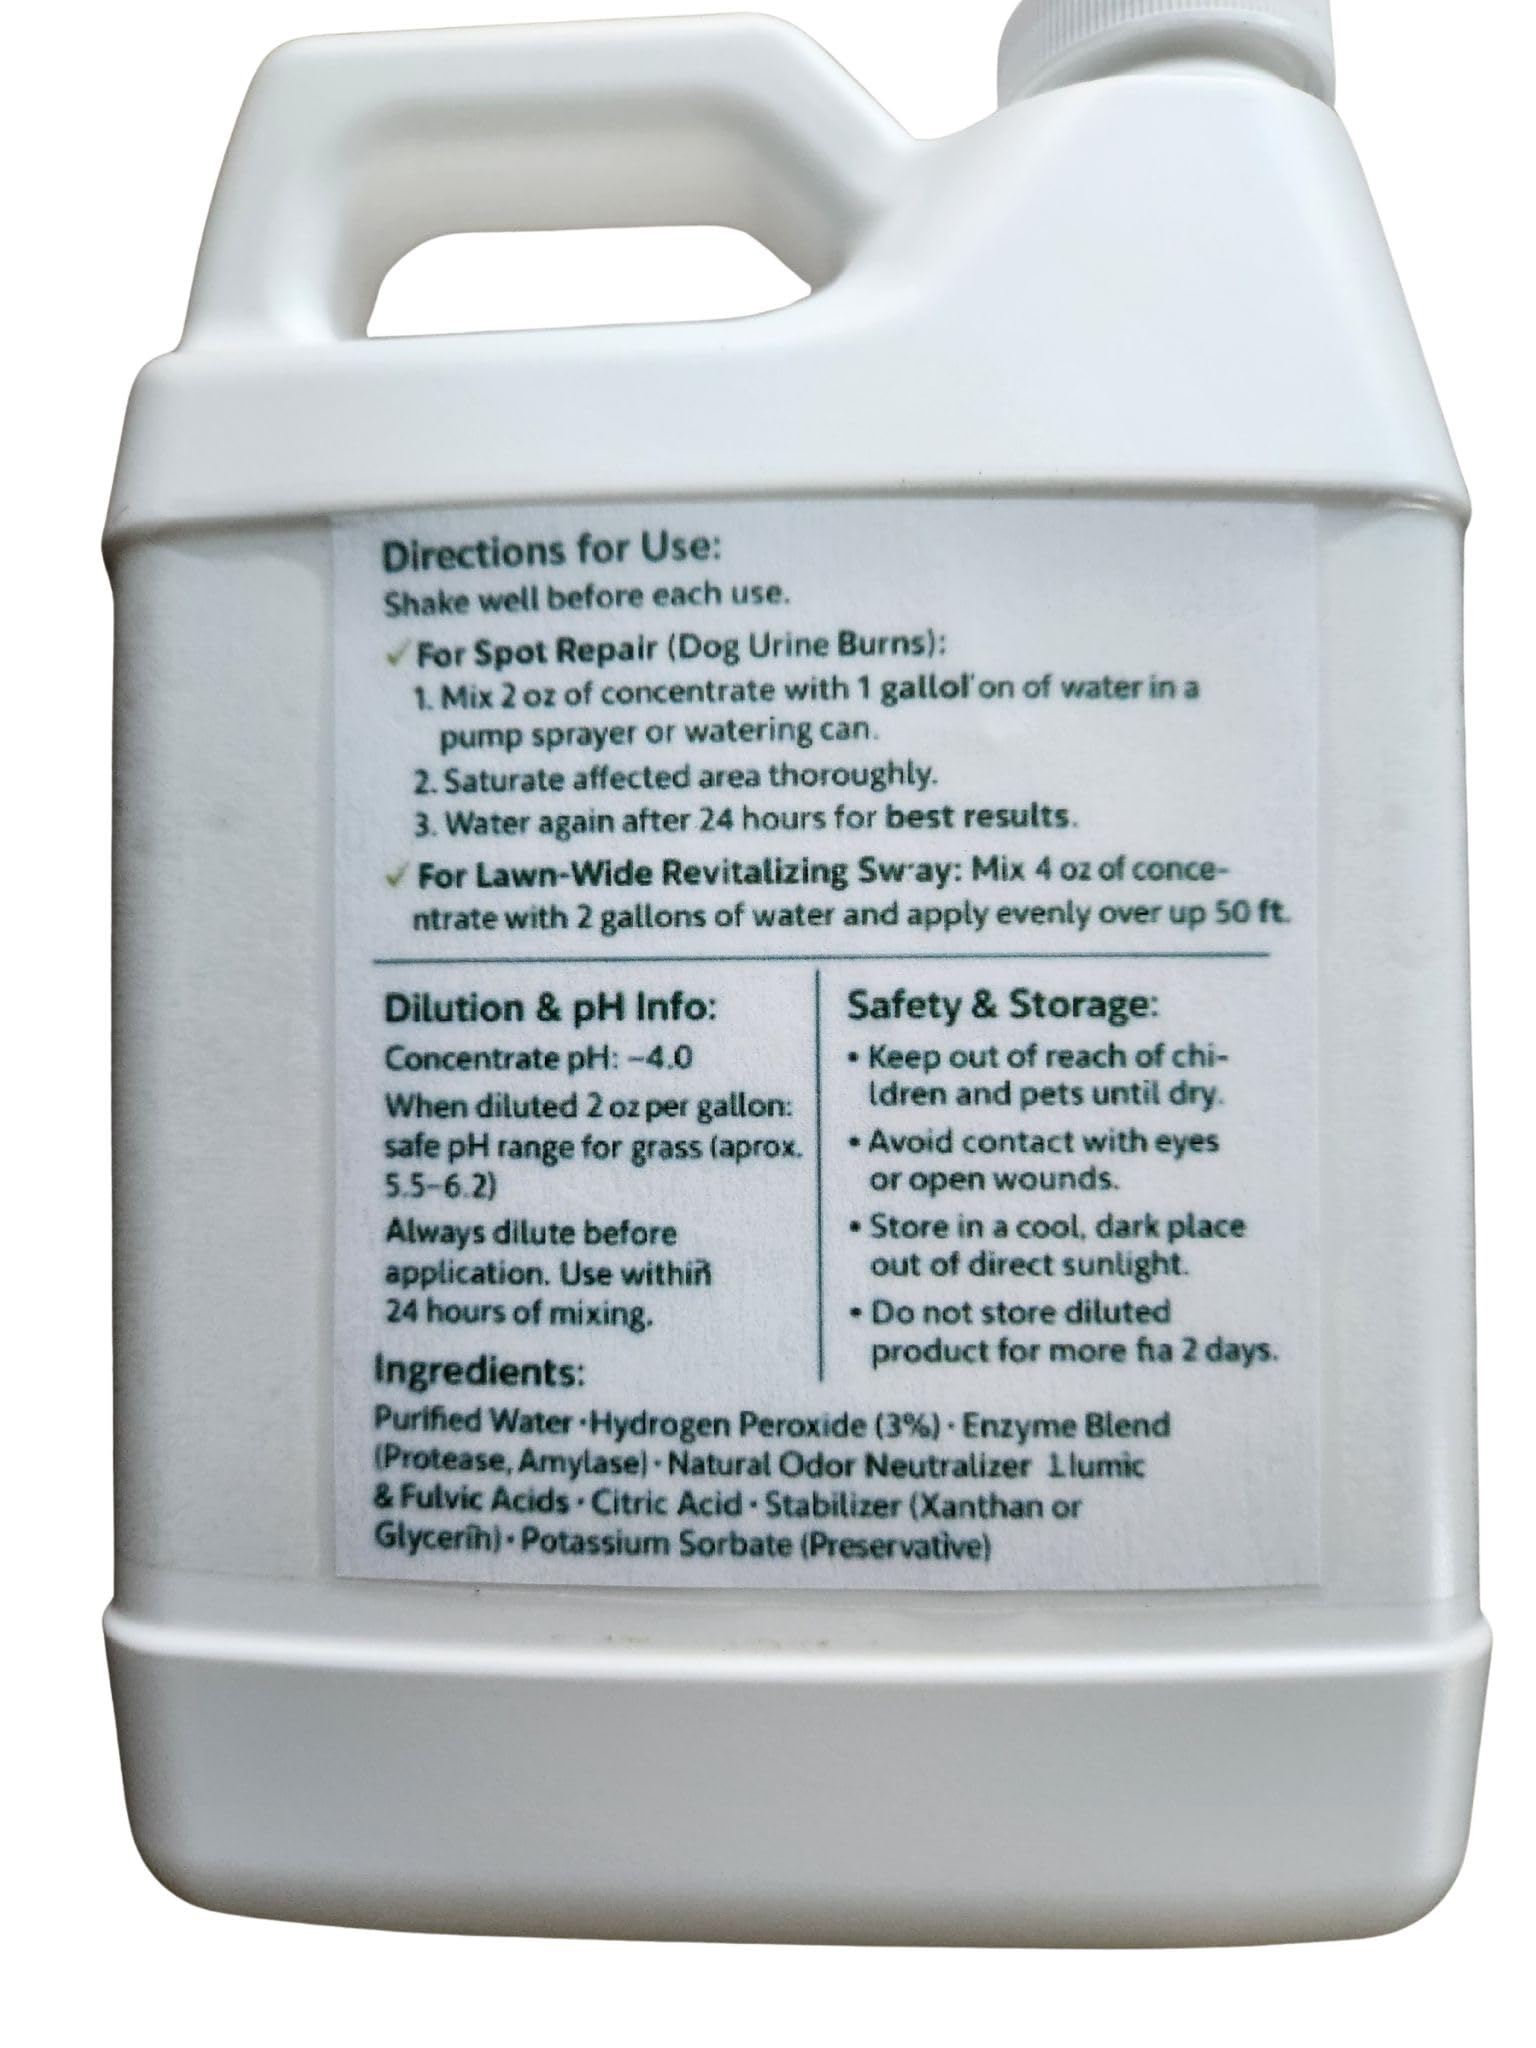 Directions for Use:
Shake well before each use.
✓ For Spot Repair (Dog Urine Burns):
1. Mix 2 oz of concentrate with 1 gallol'on of water in a
pump sprayer or watering can.
2. Saturate affected area thoroughly.
3. Water again after 24 hours for best results.
✓ For Lawn-Wide Revitalizing Sw'ay: Mix 4 oz of conce-
ntrate with 2 gallons of water and apply evenly over up 50 ft.
Dilution & pH Info:
Concentrate pH: ~4.0
When diluted 2 oz per gallon:
safe pH range for grass (aprox.
5.5–6.2)
Always dilute before
application. Use within
24 hours of mixing.
Safety & Storage:
• Keep out of reach of chi-
ldren and pets until dry.
• Avoid contact with eyes
or open wounds.
• Store in a cool, dark place
out of direct sunlight.
• Do not store diluted
product for more fia 2 days.
Ingredients:
Purified Water · Hydrogen Peroxide (3%) · Enzyme Blend
(Protease, Amylase) · Natural Odor Neutralizer 1lumic
& Fulvic Acids · Citric Acid · Stabilizer (Xanthan or
Glycerin) · Potassium Sorbate (Preservative)